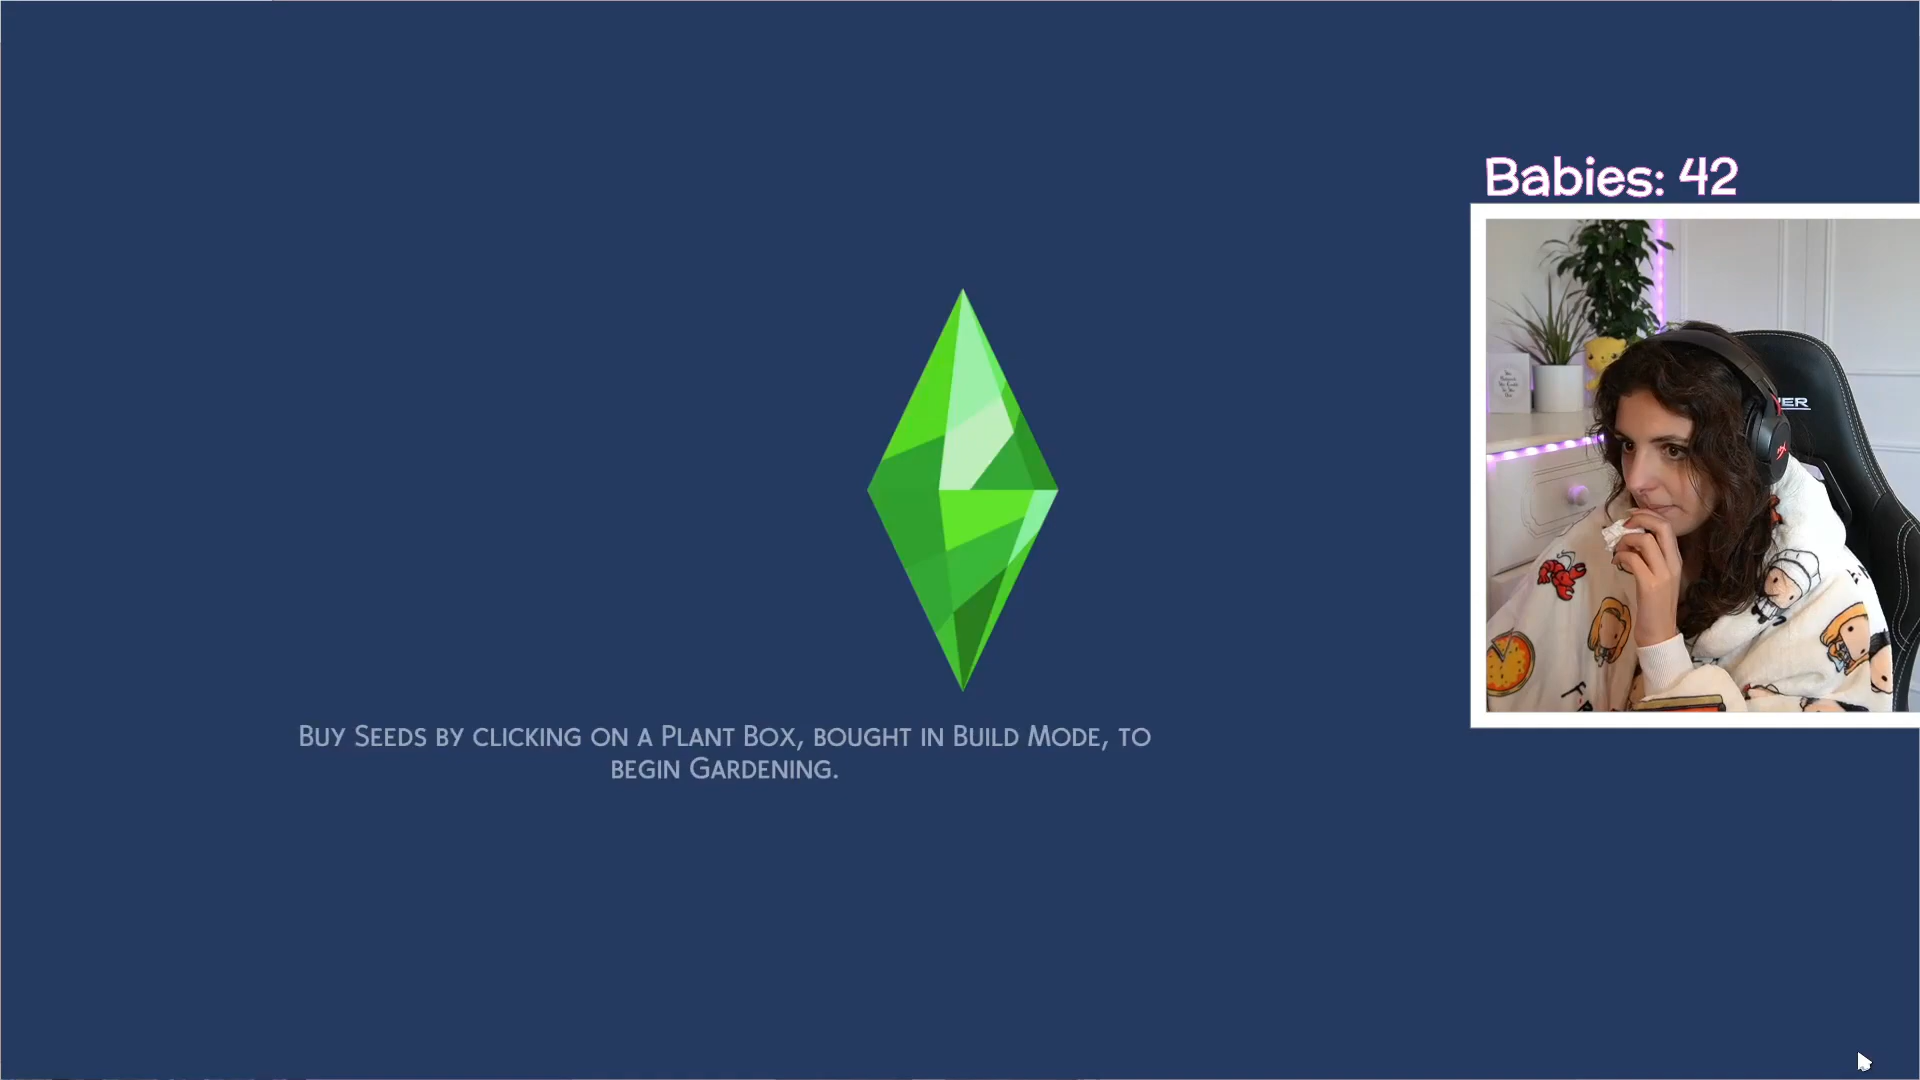 Babies: 42
BUY SEEDS BY CLICKING ON A PLANT BOX, BOUGHT IN BUILD MODE, TO
BEGIN GARDENING.